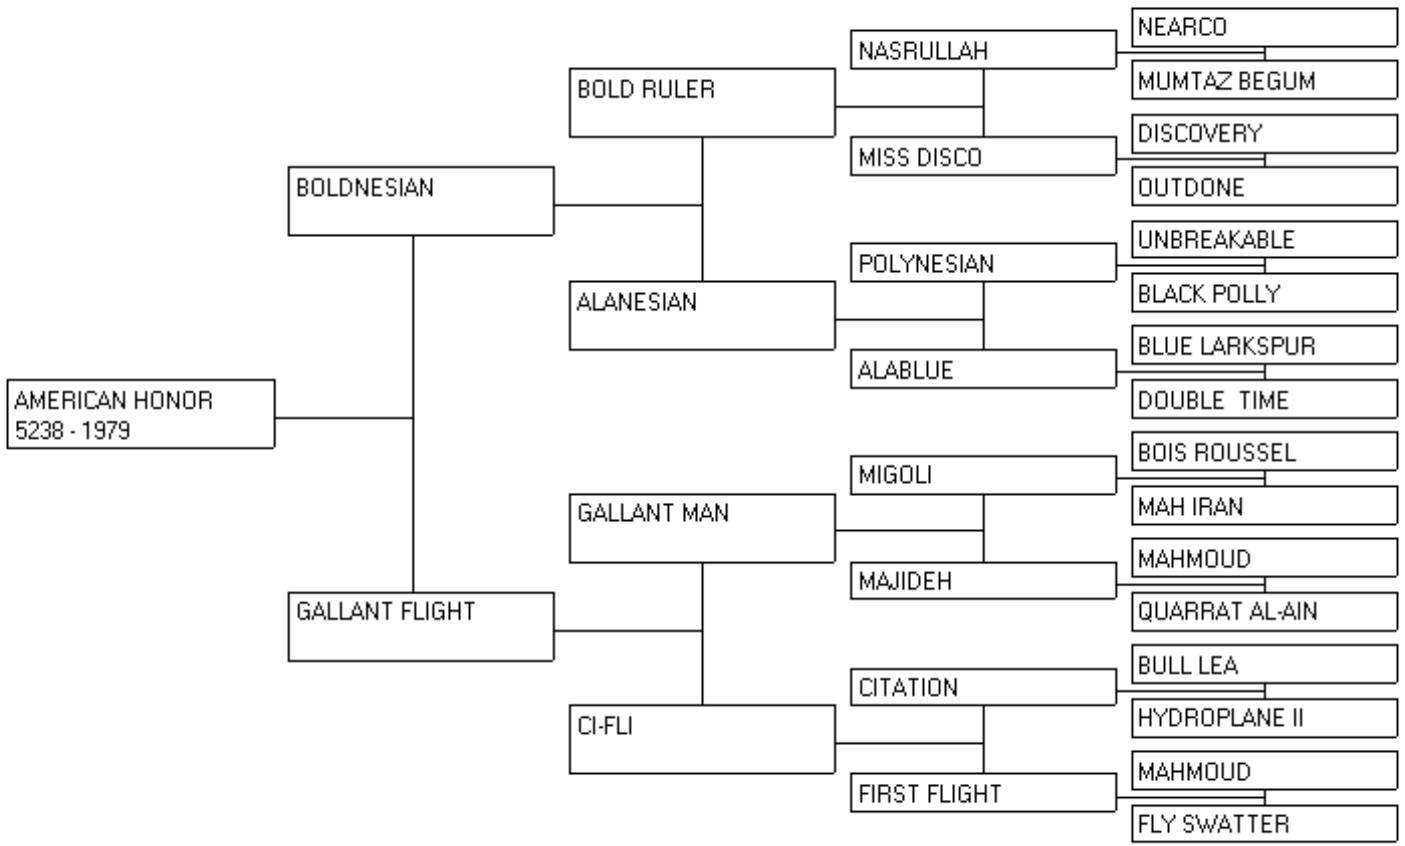 NEARCO
NASRULLAH
MUMTAZ BEGUM
BOLD RULER
DISCOVERY
MISS DISCO
OUTDONE
BOLDNESIAN
UNBREAKABLE
POLYNESIAN
BLACK POLLY
ALANESIAN
BLUE LARKSPUR
ALABLUE
DOUBLE  TIME
AMERICAN HONOR
5238 - 1979
BOIS ROUSSEL
MIGOLI
MAH IRAN
GALLANT MAN
MAHMOUD
MAJIDEH
QUARRAT AL-AIN
GALLANT FLIGHT
BULL LEA
CITATION
HYDROPLANE II
CI-FLI
MAHMOUD
FIRST FLIGHT
FLY SWATTER